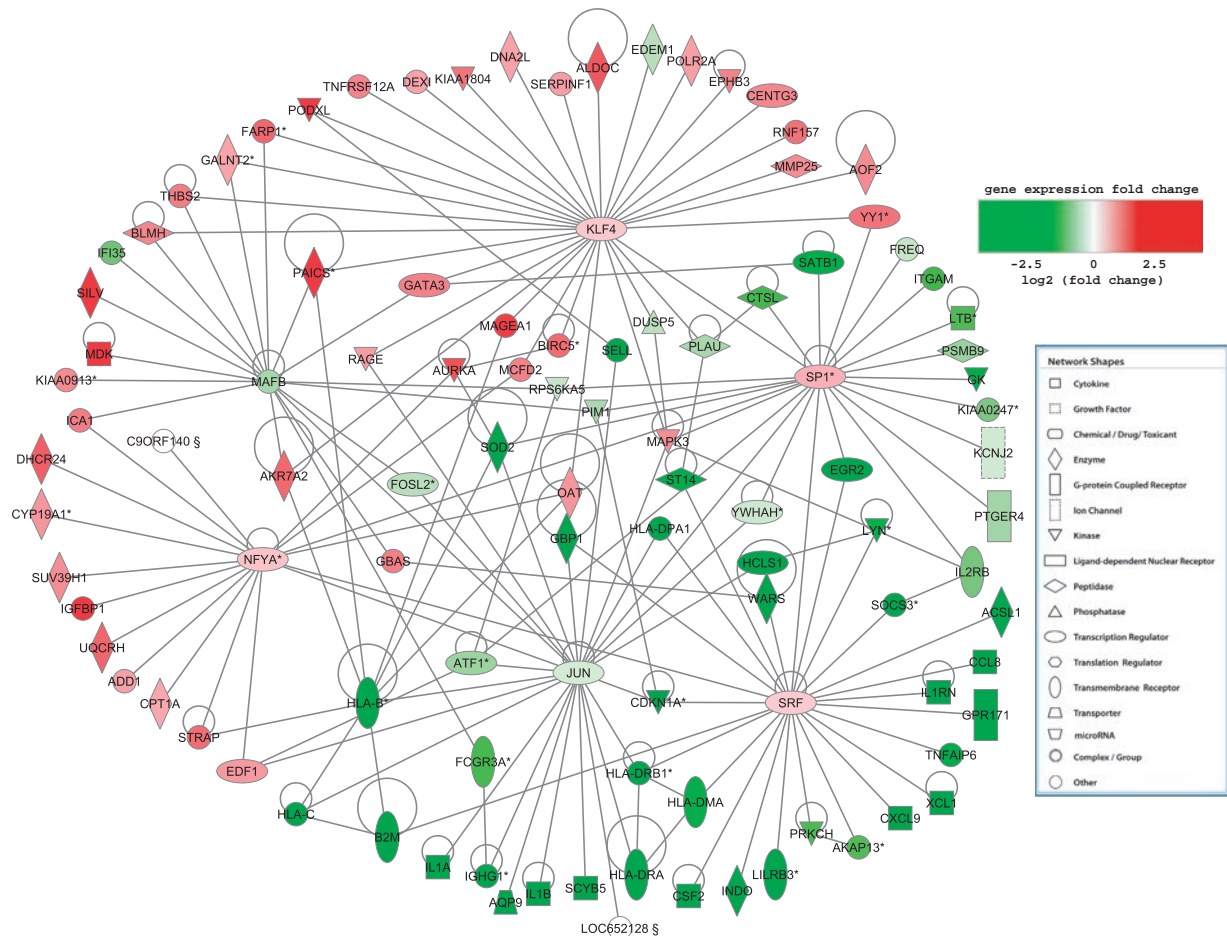 DNA2L
ALDOC
EDEM1
POLR2A
SERPINF1
EPHB3
DEXI
KIAA1804
TNFRSF12A
CENTG3
PODXL
FARP1*
RNF157
GALNT2*
MMP25
AOF2
THBS2
BLMH
KLF4
YY1*
IFI35
FREQ
PAICS*
GATA3
SATB1
ITGAM
SILV
CTSL
LTB*
MAGEA1
DUSP5
MDK
RAGE
BIRC5*
SELL
PLAU
PSMB9
KIAA0913*
MAFB
AURKA
MCFD2
RPS6KA5
SP1*
GK
PIM1
KIAA0247*
ICA1
C9ORF140 §
SOD2
MAPK3
KCNJ2
DHCR24
AKR7A2
FOSL2*
OAT
ST14
EGR2
CYP19A1*
YWHAH*
PTGER4
HLA-DPA1
LYN*
GBP1
NFYA*
GBAS
HCLS1
IL2RB
SUV39H1
WARS
SOCS3*
IGFBP1
ACSL1
UQCRH
ATF1*
JUN
CCL8
ADD1
CPT1A
HLA-B*
CDKN1A*
SRF
IL1RN
GPR171
STRAP
TNFAIP6
EDF1
FCGR3A*
HLA-DRB1*
HLA-DMA
XCL1
HLA-C
CXCL9
B2M
PRKCH
AKAP13*
IL1A
IGHG1*
IL1B
SCYB5
HLA-DRA
CSF2
INDO
LILRB3*
AQP9
LOC652128 §
gene expression fold change
−2.5 0 2.5
log2 (fold change)
Network Shapes
Cytokine
Growth Factor
Chemical / Drug/ Toxicant
Enzyme
G-protein Coupled Receptor
Ion Channel
Kinase
Ligand-dependent Nuclear Receptor
Peptidase
Phosphatase
Transcription Regulator
Translation Regulator
Transmembrane Receptor
Transporter
microRNA
Complex / Group
Other